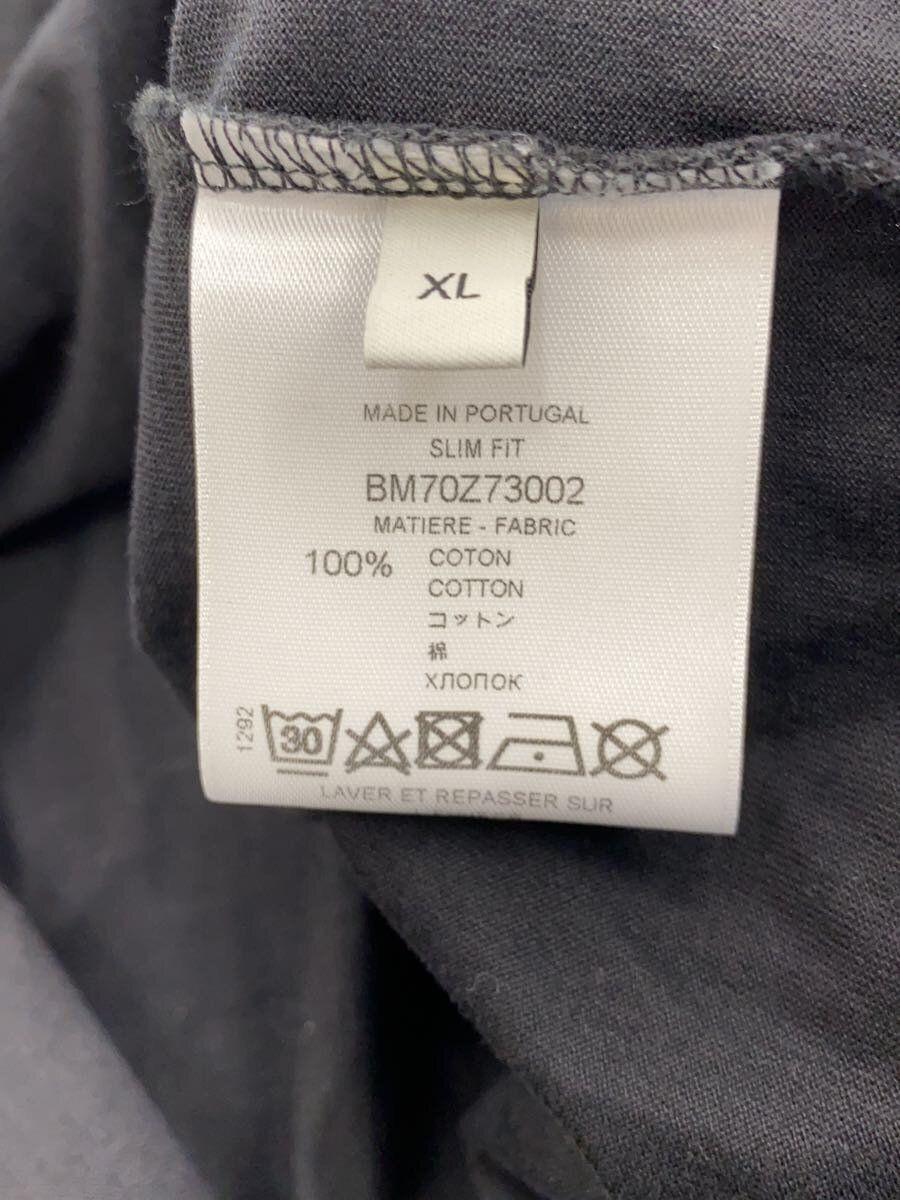 XL
MADE IN PORTUGAL
SLIM FiT
BM70Z73002
MATIERE - FABRIC
100% COTON
COTTON
コットン
棉
ХЛОПОК
1292
30
LAVER ET REPASSER SUR